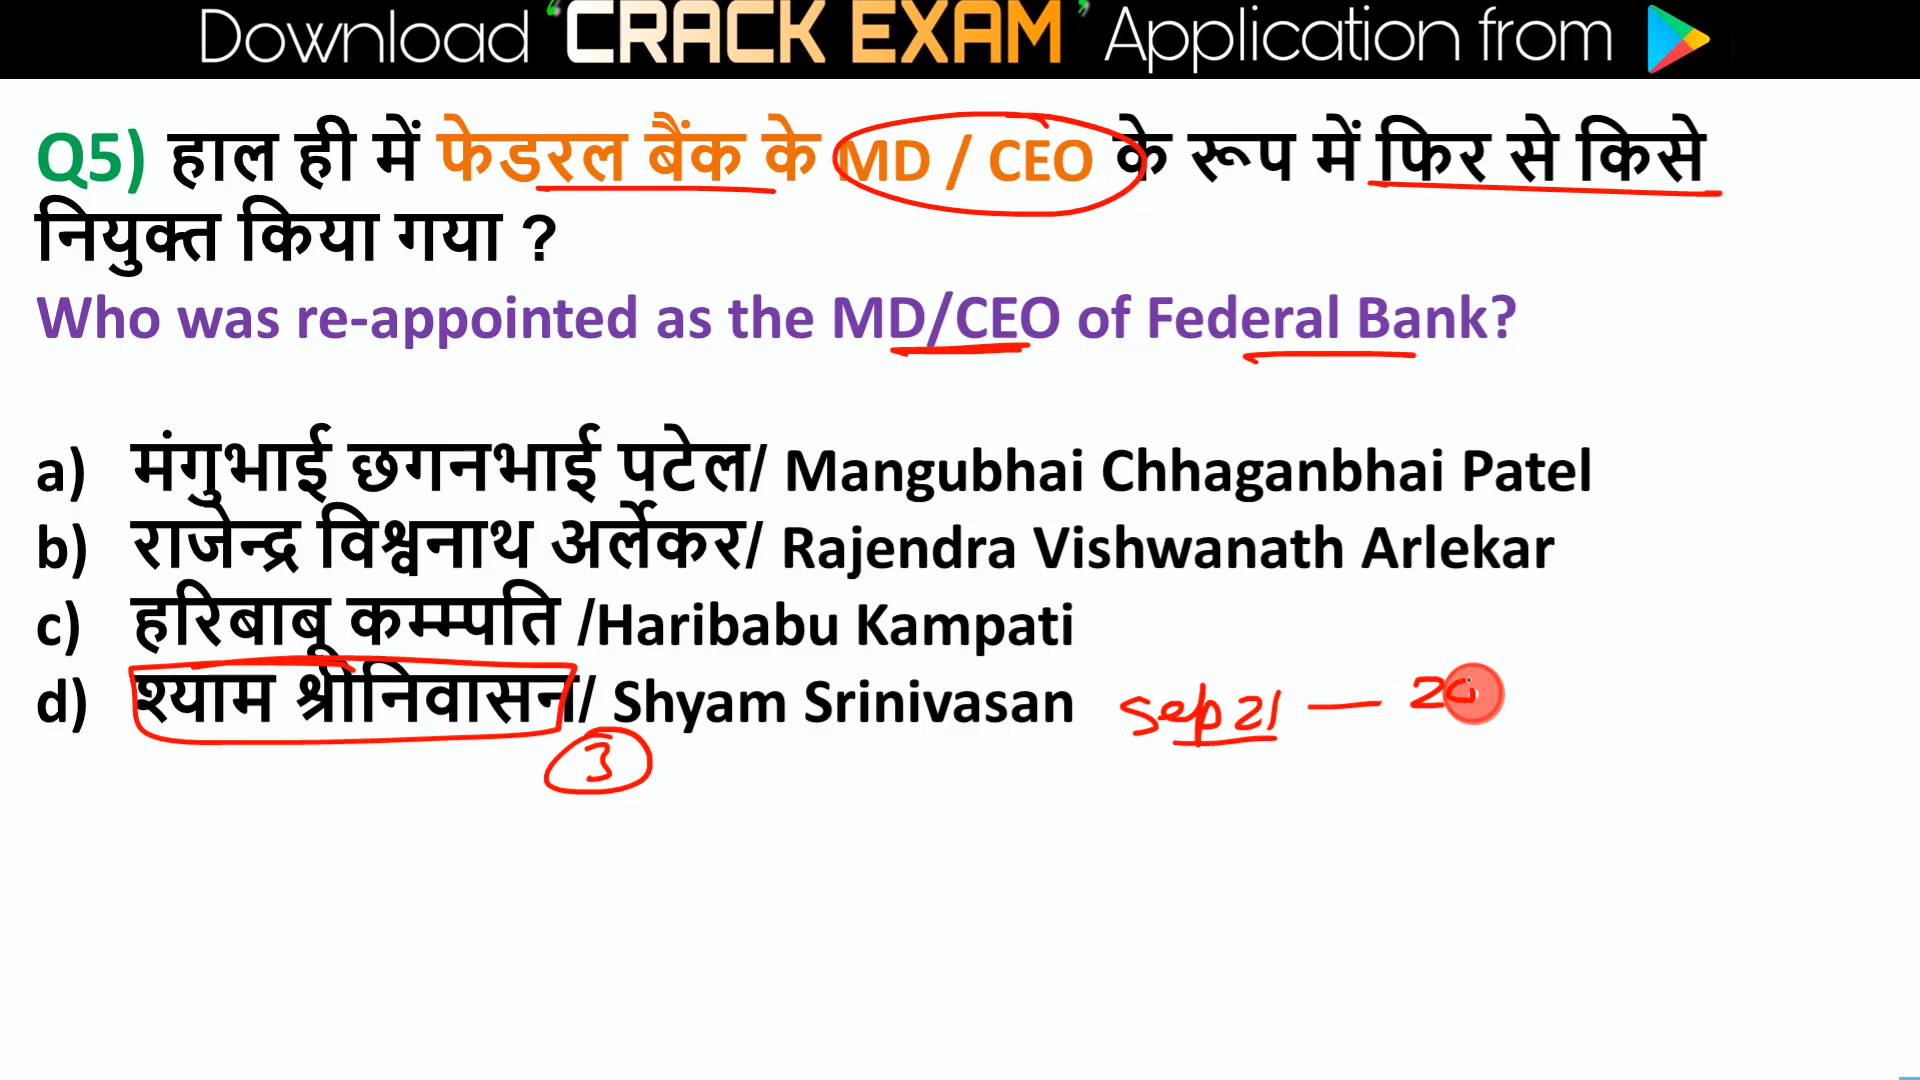 Download 'CRACK EXAM' Application from
Q5) हाल ही में फेडरल बैंक के MD / CEO के रूप में फिर से किसे
नियुक्त किया गया ?
Who was re-appointed as the MD/CEO of Federal Bank?
a) मंगुभाई छगनभाई पटेल/ Mangubhai Chhaganbhai Patel
b) राजेन्द्र विश्वनाथ अर्लेकर/ Rajendra Vishwanath Arlekar
c) हरिबाबू कम्म्पति /Haribabu Kampati
d) श्याम श्रीनिवासन/ Shyam Srinivasan Sep 21 —
3